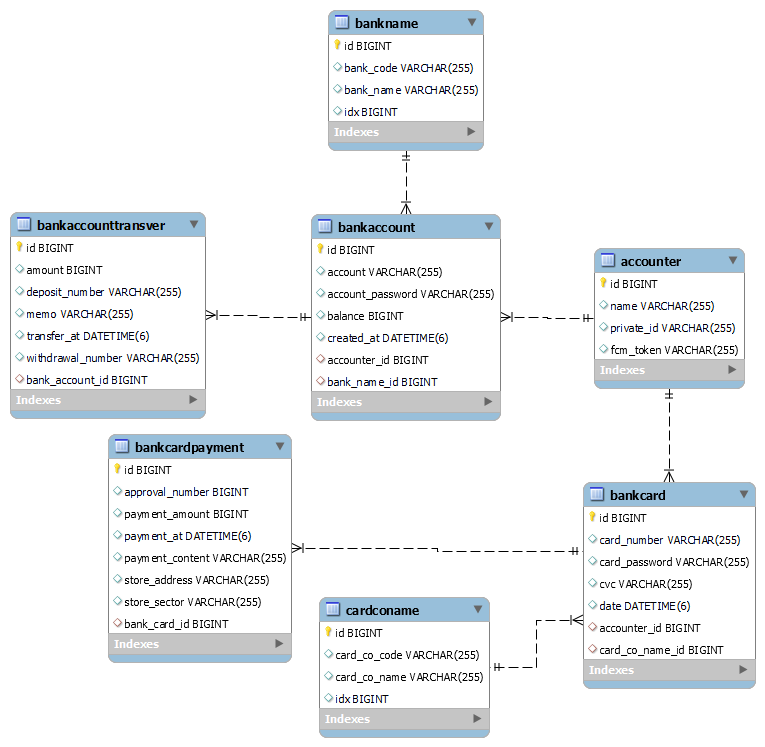 bankname
id BIGINT
bank_code VARCHAR(255)
bank_name VARCHAR(255)
idx BIGINT
Indexes
bankaccounttransver
id BIGINT
amount BIGINT
deposit_number VARCHAR(255)
memo VARCHAR(255)
transfer_at DATETIME(6)
withdrawal_number VARCHAR(255)
bank_account_id BIGINT
Indexes
bankaccount
id BIGINT
account VARCHAR(255)
account_password VARCHAR(255)
balance BIGINT
created_at DATETIME(6)
accounter_id BIGINT
bank_name_id BIGINT
Indexes
accounter
id BIGINT
name VARCHAR(255)
private_id VARCHAR(255)
fcm_token VARCHAR(255)
Indexes
bankcardpayment
id BIGINT
approval_number BIGINT
payment_amount BIGINT
payment_at DATETIME(6)
payment_content VARCHAR(255)
store_address VARCHAR(255)
store_sector VARCHAR(255)
bank_card_id BIGINT
Indexes
bankcard
id BIGINT
card_number VARCHAR(255)
card_password VARCHAR(255)
cvc VARCHAR(255)
date DATETIME(6)
accounter_id BIGINT
card_co_name_id BIGINT
Indexes
cardconame
id BIGINT
card_co_code VARCHAR(255)
card_co_name VARCHAR(255)
idx BIGINT
Indexes